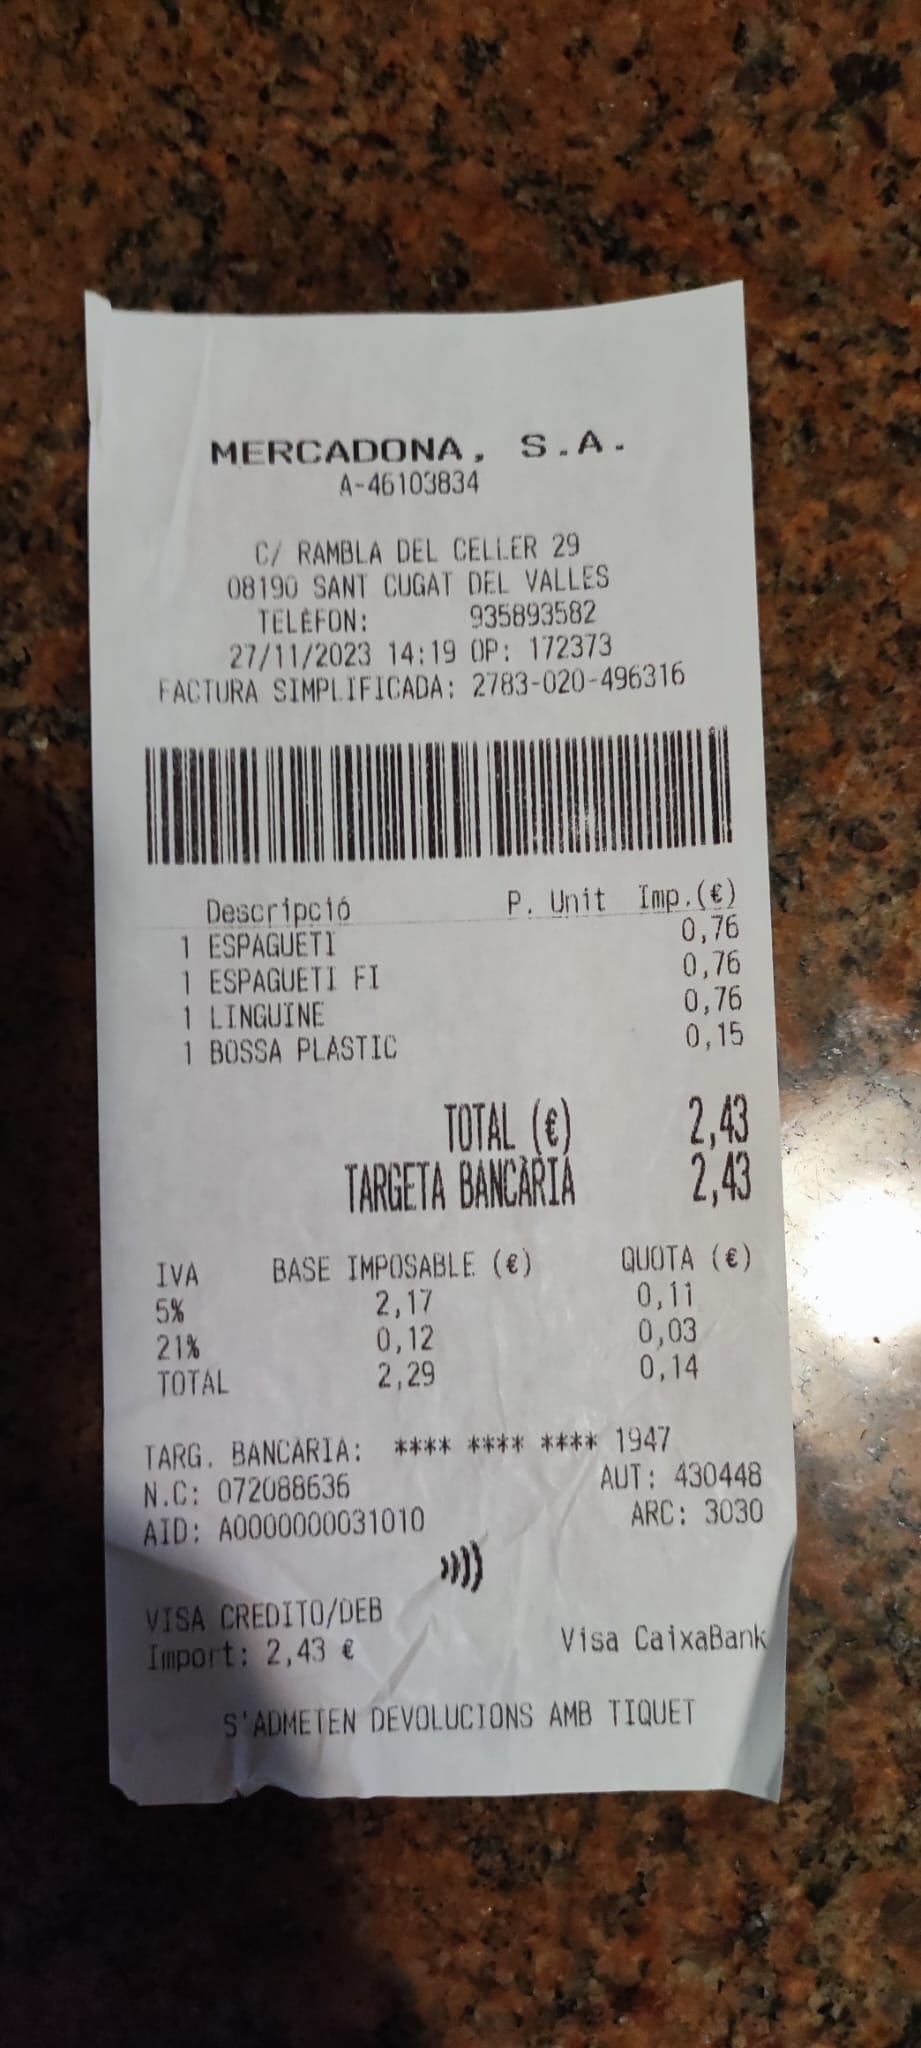 MERCADONA, S.A.
A-46103834
C/ RAMBLA DEL CELLER 29
08190 SANT CUGAT DEL VALLES
TELÈFON: 935893582
27/11/2023 14:19 OP: 172373
FACTURA SIMPLIFICADA: 2783-020-496316
Descripció P. Unit Imp.(€)
1 ESPAGUETI 0,76
1 ESPAGUETI FI 0,76
1 LINGUINE 0,76
1 BOSSA PLASTIC 0,15
TOTAL (€) 2,43
TARGETA BANCÀRIA 2,43
IVA BASE IMPOSABLE (€) QUOTA (€)
5% 2,17 0,11
21% 0,12 0,03
TOTAL 2,29 0,14
TARG. BANCARIA: **** **** **** 1947
N.C: 072088636 AUT: 430448
AID: A0000000031010 ARC: 3030
VISA CREDITO/DEB
Import: 2,43 € Visa CaixaBank
S'ADMETEN DEVOLUCIONS AMB TIQUET